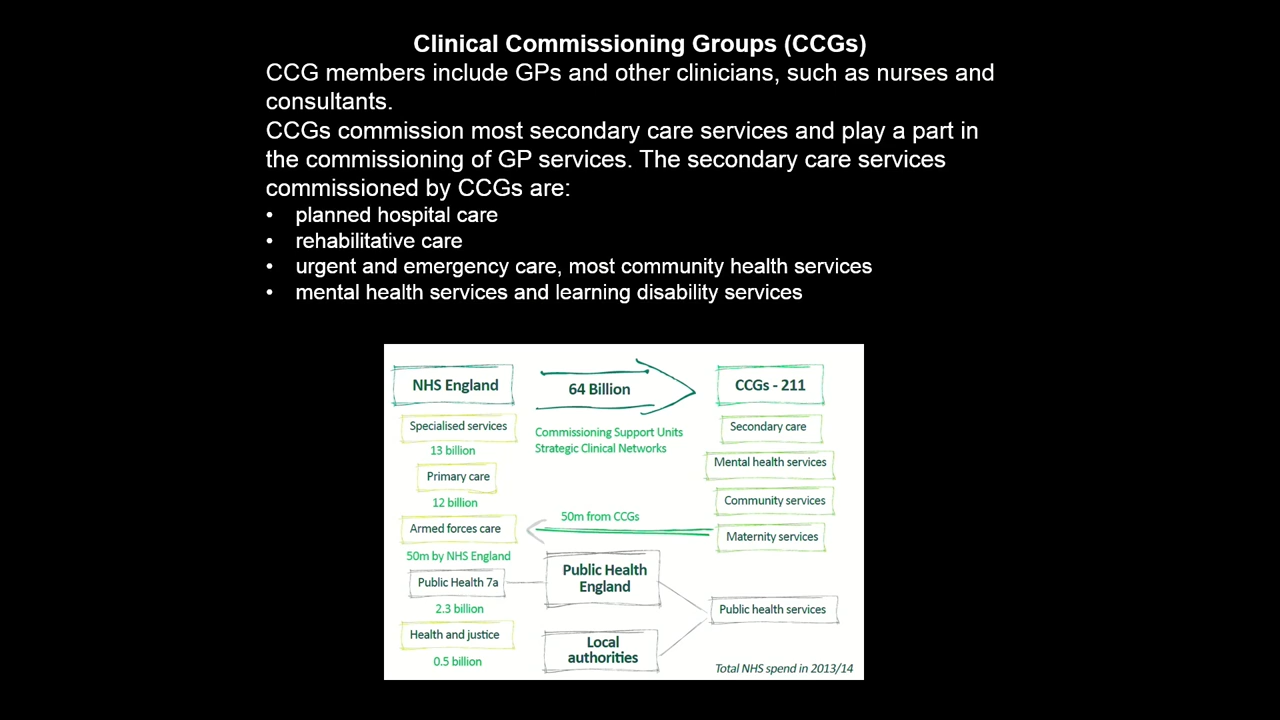 Clinical Commissioning Groups (CCGs)
CCG members include GPs and other clinicians, such as nurses and
consultants.
CCGs commission most secondary care services and play a part in
the commissioning of GP services. The secondary care services
commissioned by CCGs are:
• planned hospital care
• rehabilitative care
• urgent and emergency care, most community health services
• mental health services and learning disability services
NHS England
64 Billion
CCGs - 211
Specialised services
13 billion
Commissioning Support Units
Strategic Clinical Networks
Secondary care
Primary care
12 billion
Mental health services
Community services
Armed forces care
50m by NHS England
50m from CCGs
Maternity services
Public Health 7a
2.3 billion
Public Health
England
Public health services
Health and justice
0.5 billion
Local
authorities
Total NHS spend in 2013/14